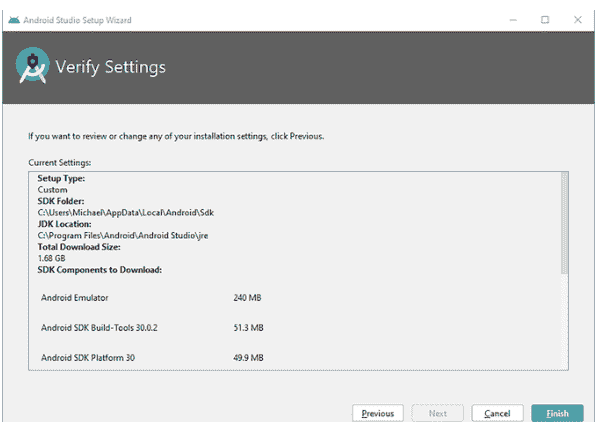 Android Studio Setup Wizard
Verify Settings
If you want to review or change any of your installation settings, click Previous.
Current Settings:
Setup Type:
Custom
SDK Folder:
C:\Users\Michael\AppData\Local\Android\Sdk
JDK Location:
C:\Program Files\Android\Android Studio\jre
Total Download Size:
1.68 GB
SDK Components to Download:
Android Emulator 240 MB
Android SDK Build-Tools 30.0.2 51.3 MB
Android SDK Platform 30 49.9 MB
Previous Next Cancel Finish